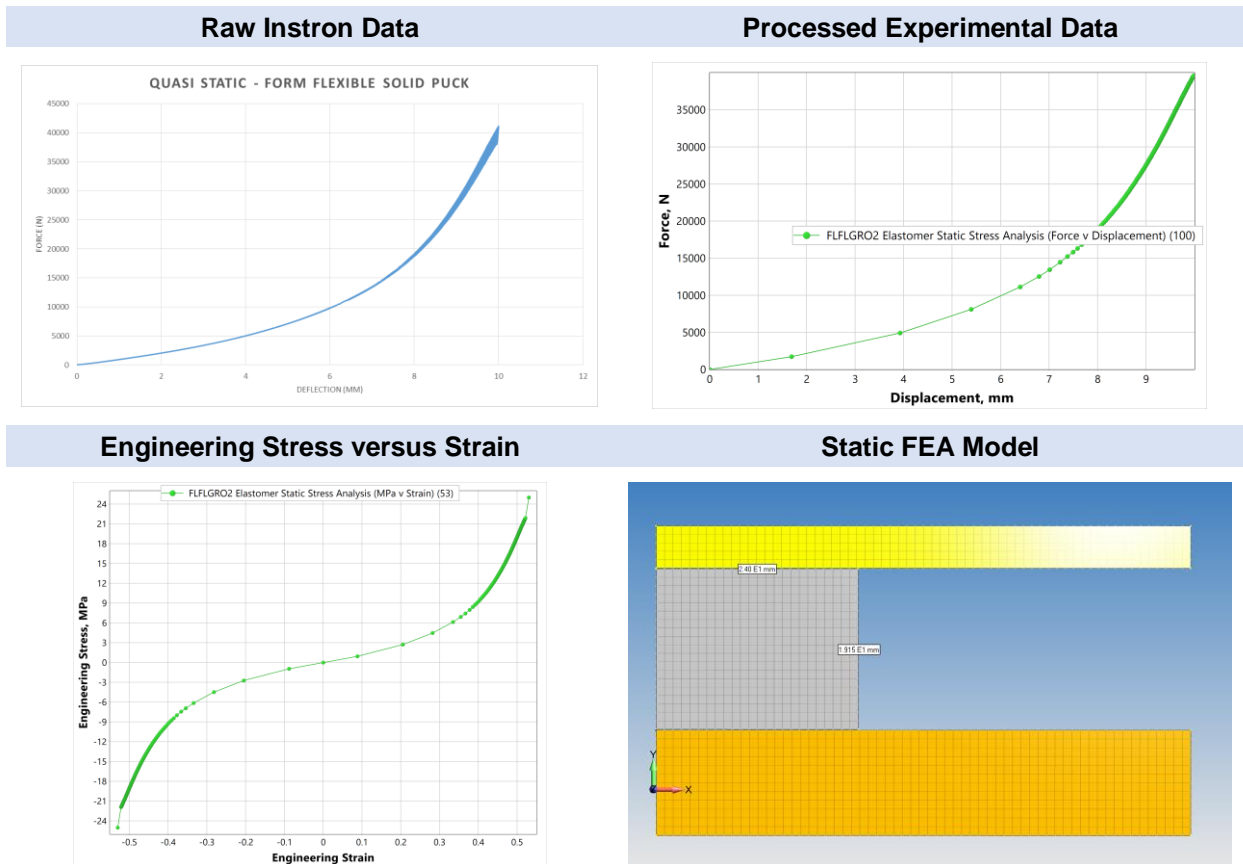 Raw Instron Data
Processed Experimental Data
QUASI STATIC - FORM FLEXIBLE SOLID PUCK
45000
40000
35000
30000
25000
20000
15000
10000
5000
0
FORCE (N)
0 2 4 6 8 10 12
DEFLECTION (MM)
35000
30000
25000
20000
15000
10000
5000
0
Force, N
FLFLGRO2 Elastomer Static Stress Analysis (Force v Displacement) (100)
0 1 2 3 4 5 6 7 8 9
Displacement, mm
Engineering Stress versus Strain
Static FEA Model
FLFLGRO2 Elastomer Static Stress Analysis (MPa v Strain) (53)
24
21
18
15
12
9
6
3
0
-3
-6
-9
-12
-15
-18
-21
-24
Engineering Stress, MPa
-0.5 -0.4 -0.3 -0.2 -0.1 0 0.1 0.2 0.3 0.4 0.5
Engineering Strain
2.40 E1 mm
1.915 E1 mm
Y
X